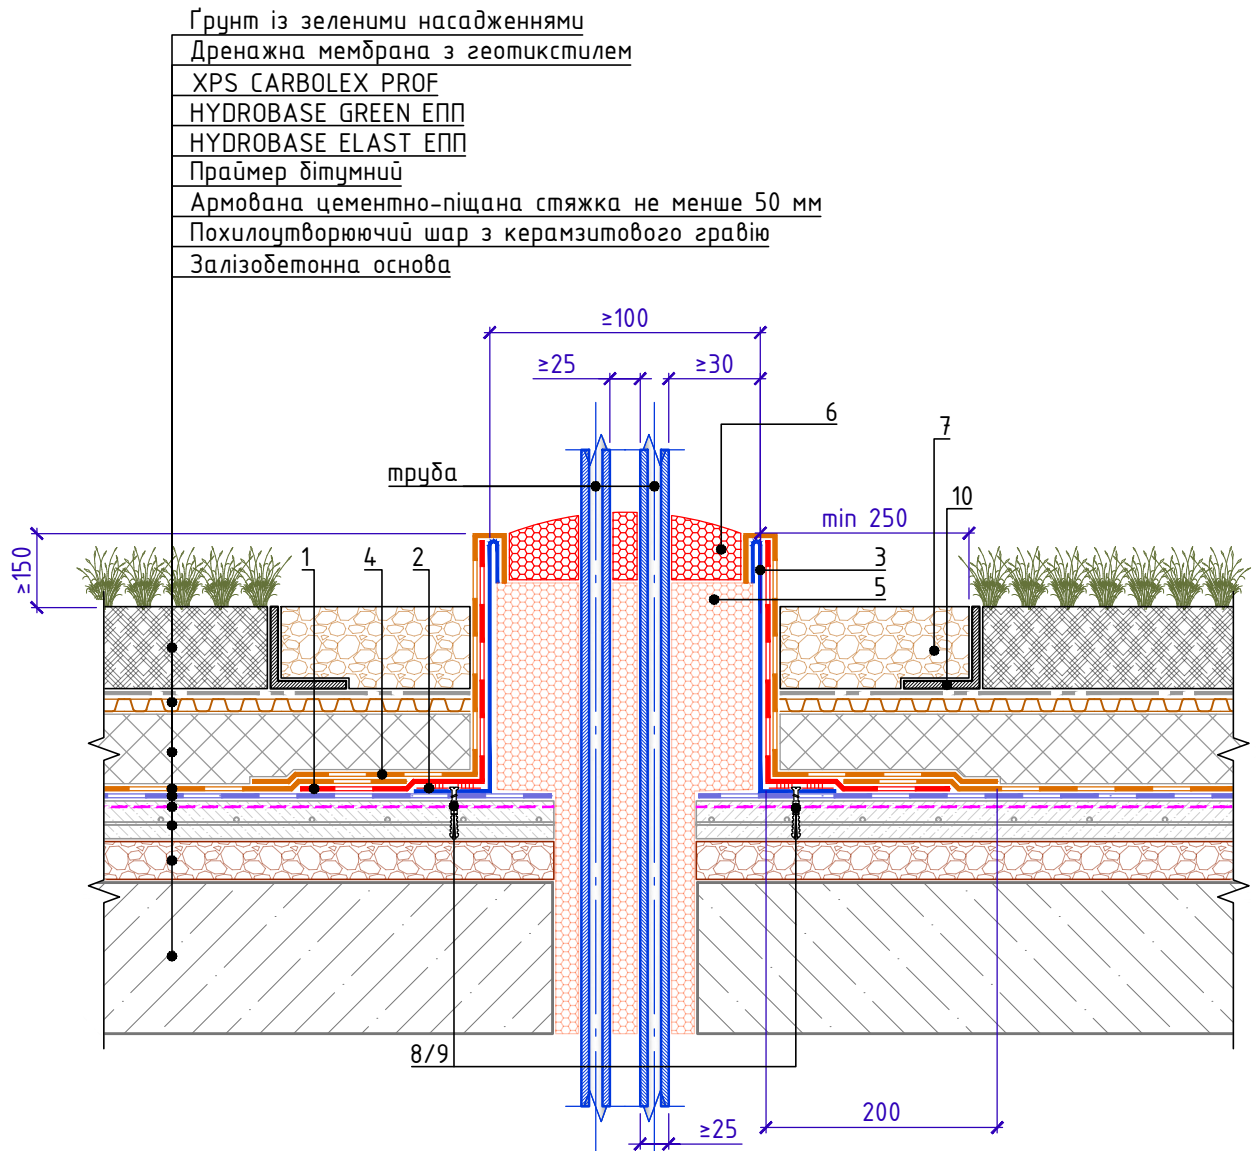 Ґрунт із зеленими насадженнями
Дренажна мембрана з геотикстилем
XPS CARBOLEX PROF
HYDROBASE GREEN ЕПП
HYDROBASE ELAST ЕПП
Праймер бітумний
Армована цементно-піщана стяжка не менше 50 мм
Похилоутворюючий шар з керамзитового гравію
Залізобетонна основа
≥100
≥25
≥30
6
7
труба
10
min 250
≥150
1
4
2
3
5
8/9
200
≥25